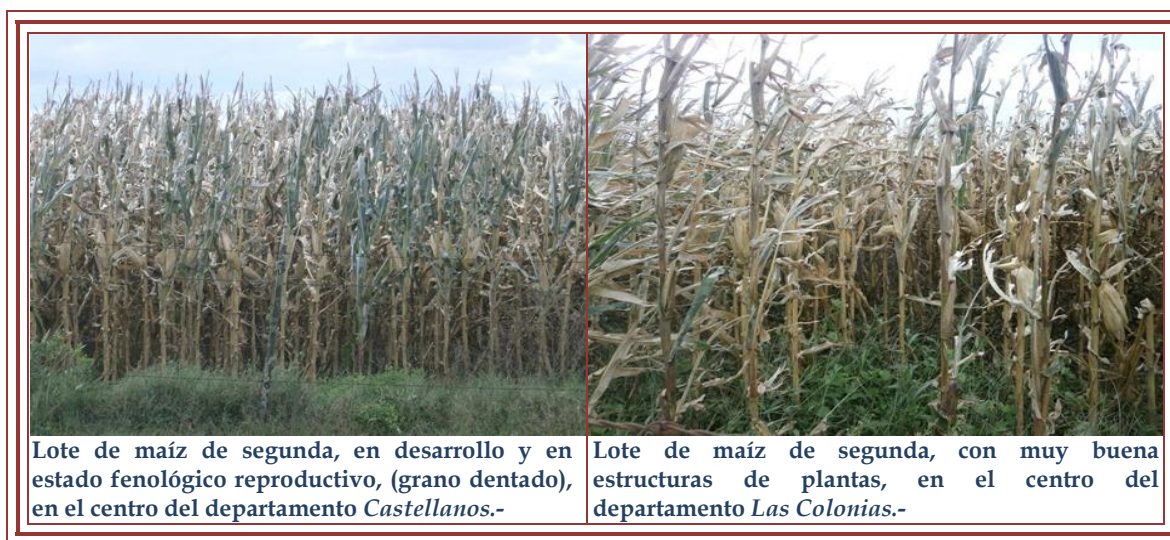 Lote de maíz de segunda, en desarrollo y en
estado fenológico reproductivo, (grano dentado),
en el centro del departamento Castellanos.-
Lote de maíz de segunda, con muy buena
estructuras de plantas, en el centro del
departamento Las Colonias.-